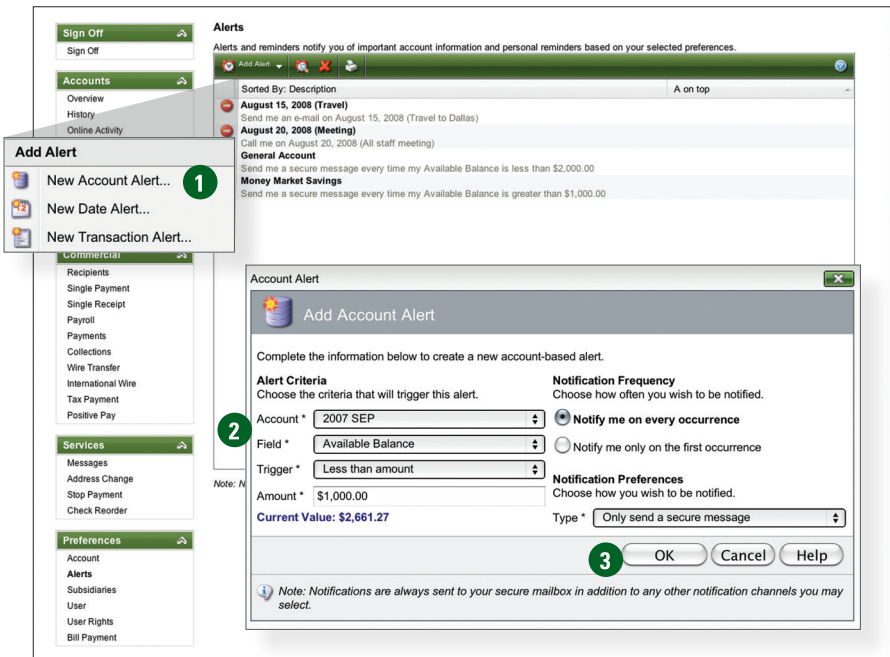 Sign Off
Sign Off
Accounts
Overview
History
Online Activity
Add Alert
New Account Alert...
1
New Date Alert...
New Transaction Alert...
Commercial
Recipients
Single Payment
Single Receipt
Payroll
Payments
Collections
Wire Transfer
International Wire
Tax Payment
Positive Pay
Services
Messages
Address Change
Stop Payment
Check Reorder
Preferences
Account
Alerts
Subsidiaries
User
User Rights
Bill Payment
Alerts
Alerts and reminders notify you of important account information and personal reminders based on your selected preferences.
Add Alert
Sorted By: Description A on top
August 15, 2008 (Travel)
Send me an e-mail on August 15, 2008 (Travel to Dallas)
August 20, 2008 (Meeting)
Call me on August 20, 2008 (All staff meeting)
General Account
Send me a secure message every time my Available Balance is less than $2,000.00
Money Market Savings
Send me a secure message every time my Available Balance is greater than $1,000.00
Note: N
Account Alert
Add Account Alert
Complete the information below to create a new account-based alert.
Alert Criteria
Choose the criteria that will trigger this alert.
2
Account * 2007 SEP
Field * Available Balance
Trigger * Less than amount
Amount * $1,000.00
Current Value: $2,661.27
Notification Frequency
Choose how often you wish to be notified.
Notify me on every occurrence
Notify me only on the first occurrence
Notification Preferences
Choose how you wish to be notified.
Type * Only send a secure message
3
OK Cancel Help
Note: Notifications are always sent to your secure mailbox in addition to any other notification channels you may
select.